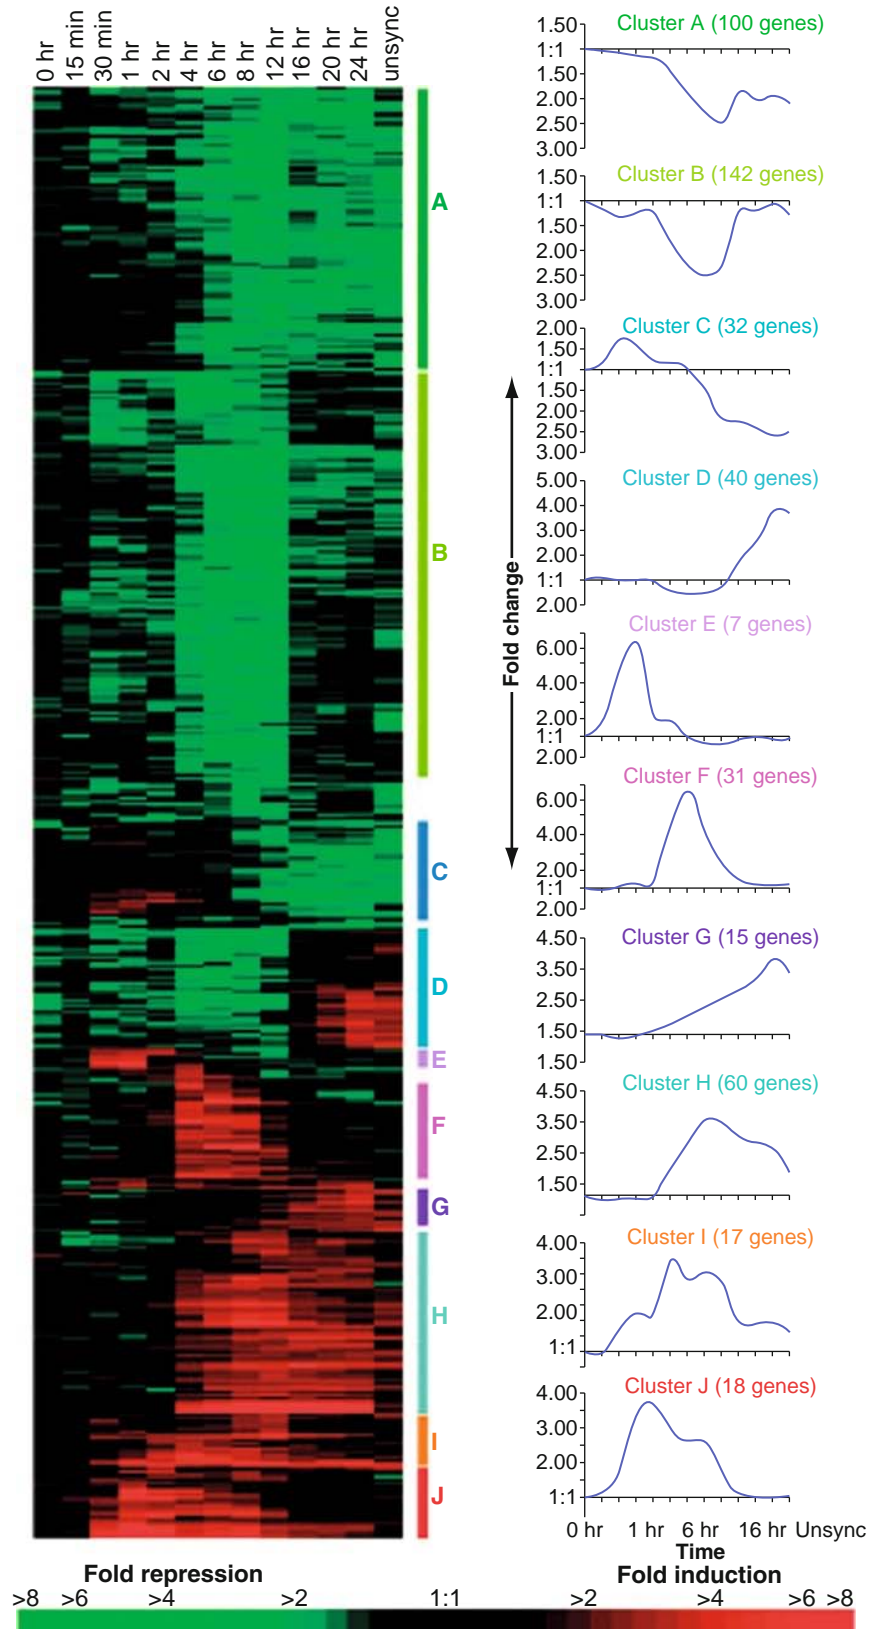 0 hr
15 min
30 min
1 hr
2 hr
4 hr
6 hr
8 hr
12 hr
16 hr
20 hr
24 hr
unsync
A
B
C
D
E
F
G
H
I
J
Fold change
Cluster A (100 genes)
1.50
1:1
1.50
2.00
2.50
3.00
Cluster B (142 genes)
1.50
1:1
1.50
2.00
2.50
3.00
Cluster C (32 genes)
2.00
1.50
1:1
1.50
2.00
2.50
3.00
Cluster D (40 genes)
5.00
4.00
3.00
2.00
1:1
2.00
Cluster E (7 genes)
6.00
4.00
2.00
1:1
2.00
Cluster F (31 genes)
6.00
4.00
2.00
1:1
2.00
Cluster G (15 genes)
4.50
3.50
2.50
1.50
1.50
Cluster H (60 genes)
4.50
3.50
2.50
1.50
Cluster I (17 genes)
4.00
3.00
2.00
1:1
Cluster J (18 genes)
4.00
3.00
2.00
1:1
0 hr 1 hr 6 hr 16 hr Unsync
Time
Fold repression
Fold induction
>8 >6 >4 >2 1:1 >2 >4 >6 >8